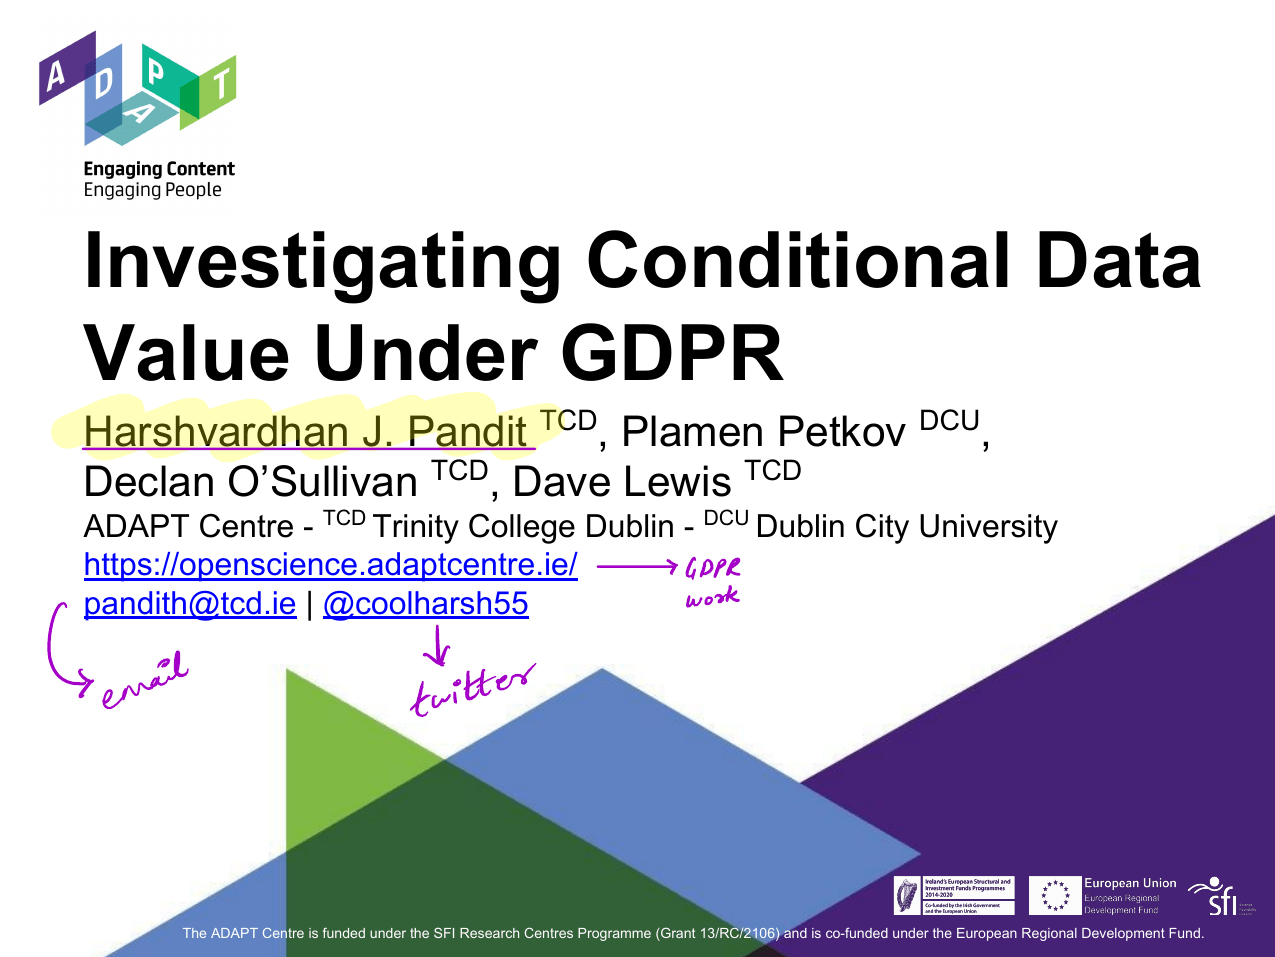 ADAPT
Engaging Content
Engaging People
Investigating Conditional Data
Value Under GDPR
Harshvardhan J. Pandit TCD, Plamen Petkov DCU,
Declan O’Sullivan TCD, Dave Lewis TCD
ADAPT Centre - TCD Trinity College Dublin - DCU Dublin City University
https://openscience.adaptcentre.ie/
GDPR
work
pandith@tcd.ie | @coolharsh55
email
twitter
Ireland's European Structural and
Investment Funds Programmes
2014-2020
Co-funded by the Irish Government
and the European Union
European Union
European Regional
Development Fund
sfi
The ADAPT Centre is funded under the SFI Research Centres Programme (Grant 13/RC/2106) and is co-funded under the European Regional Development Fund.